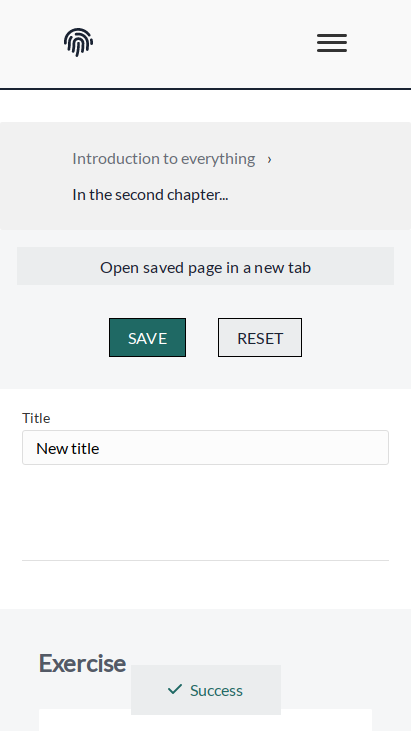 Introduction to everything ›
In the second chapter...
Open saved page in a new tab
SAVE RESET
Title
New title
Exercise
Success